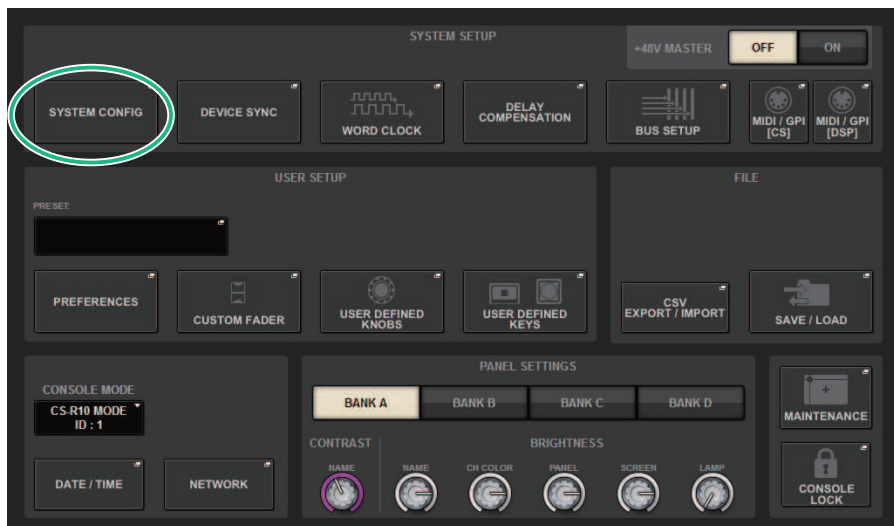 SYSTEM SETUP
+48V MASTER
OFF
ON
SYSTEM CONFIG
DEVICE SYNC
WORD CLOCK
DELAY
COMPENSATION
BUS SETUP
MIDI / GPI
[CS]
MIDI / GPI
[DSP]
USER SETUP
PRESET
PREFERENCES
CUSTOM FADER
USER DEFINED
KNOBS
USER DEFINED
KEYS
FILE
CSV
EXPORT / IMPORT
SAVE / LOAD
CONSOLE MODE
CS-R10 MODE
ID : 1
DATE / TIME
NETWORK
PANEL SETTINGS
BANK A
BANK B
BANK C
BANK D
CONTRAST
BRIGHTNESS
NAME
NAME
CH COLOR
PANEL
SCREEN
LAMP
MAINTENANCE
CONSOLE
LOCK